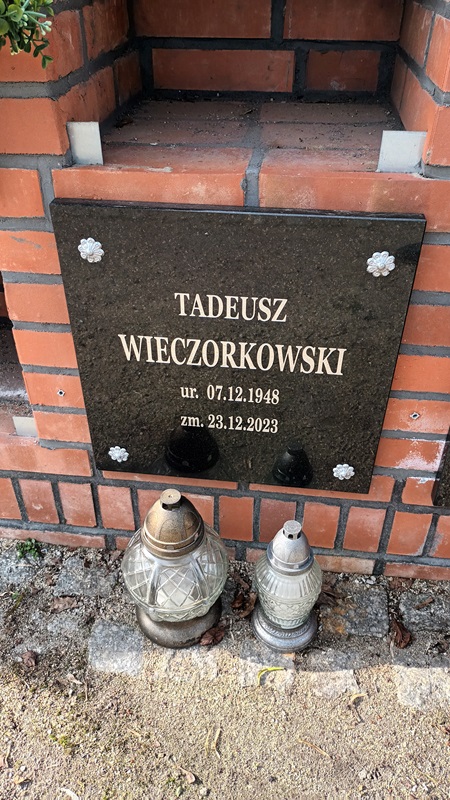 TADEUSZ
WIECZORKOWSKI
ur. 07.12.1948
zm. 23.12.2023